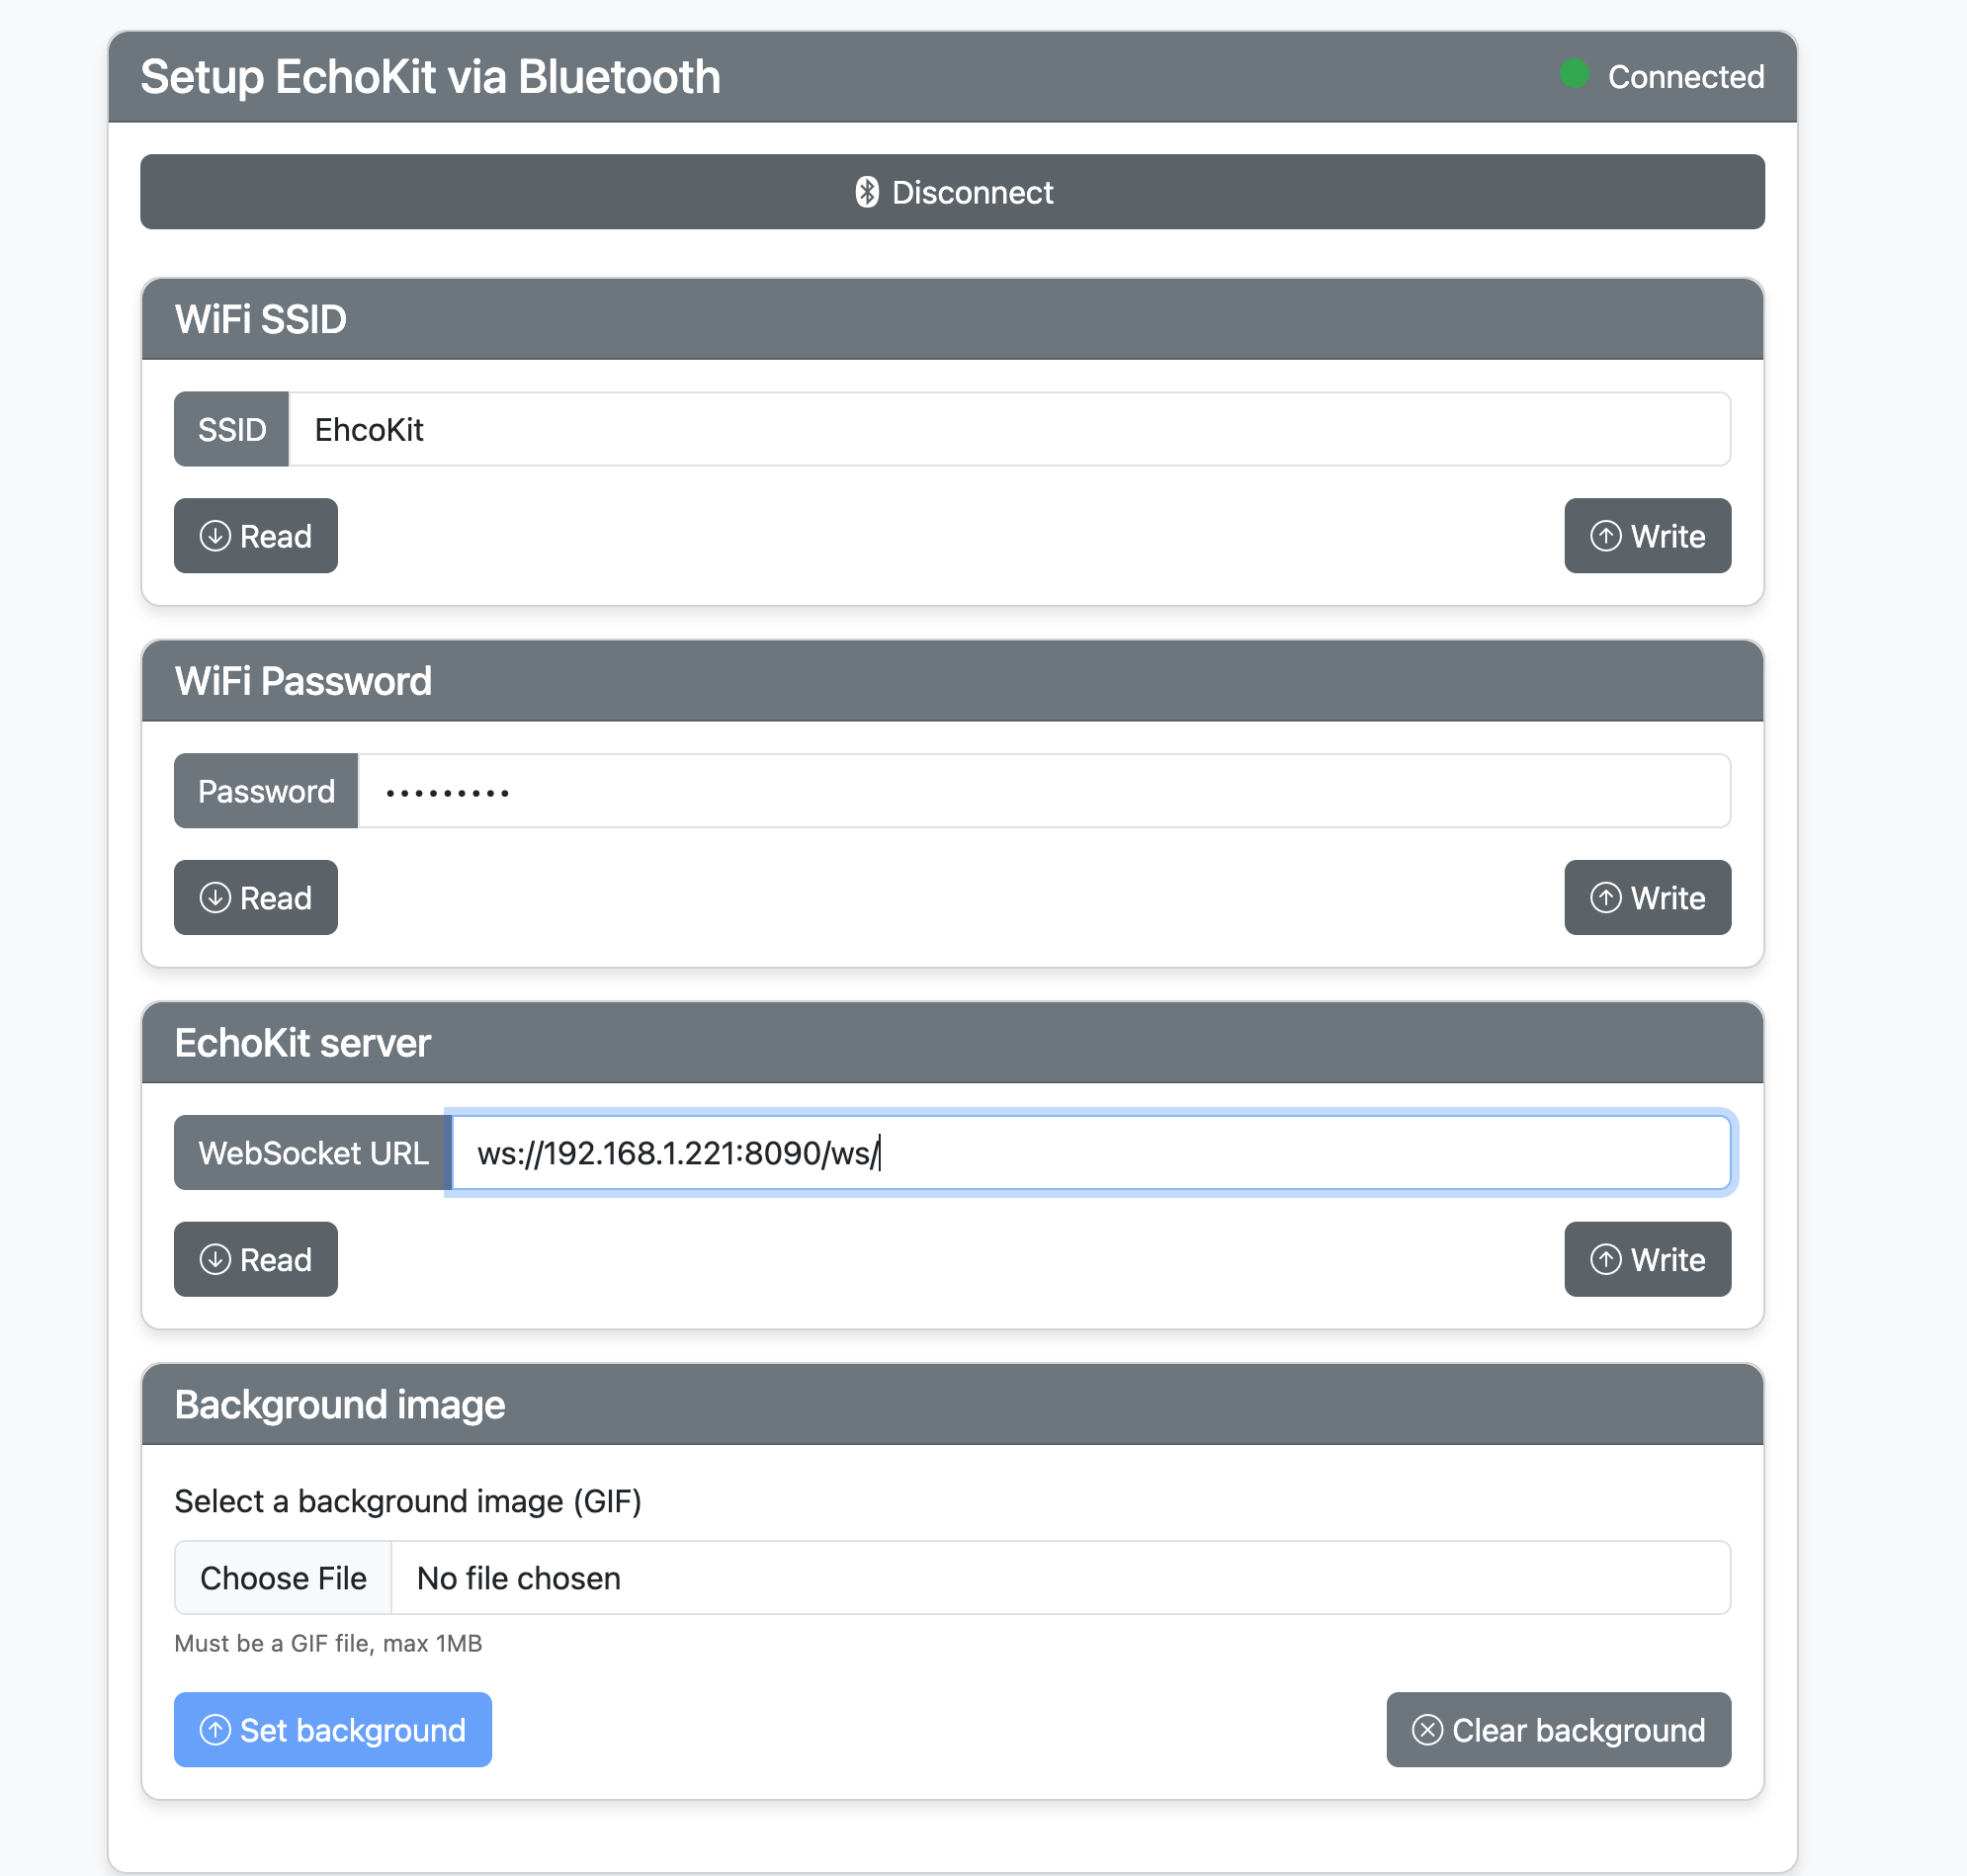 Setup EchoKit via Bluetooth
Connected
Disconnect
WiFi SSID
SSID EhcoKit
Read Write
WiFi Password
Password •••••••••
Read Write
EchoKit server
WebSocket URL ws://192.168.1.221:8090/ws/
Read Write
Background image
Select a background image (GIF)
Choose File No file chosen
Must be a GIF file, max 1MB
Set background Clear background